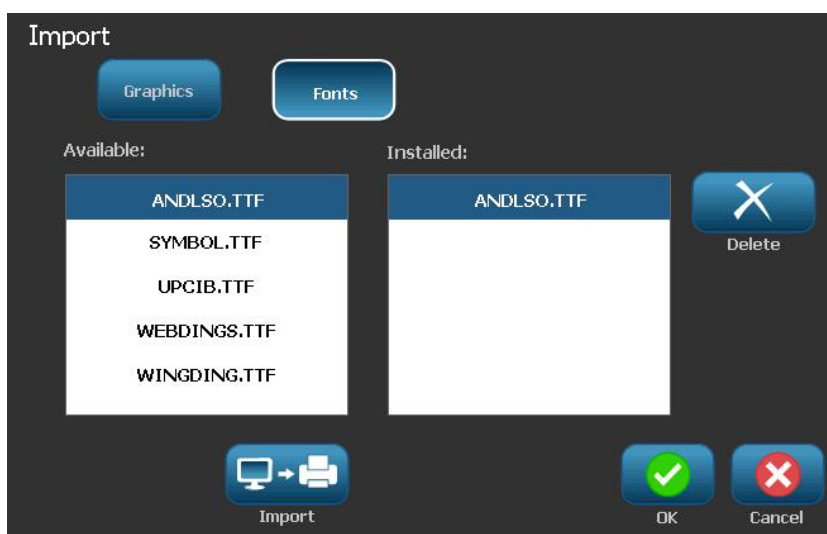 Import
Graphics
Fonts
Available:
Installed:
ANDLSO.TTF
SYMBOL.TTF
UPCIB.TTF
WEBDINGS.TTF
WINGDING.TTF
ANDLSO.TTF
Delete
Import
OK
Cancel